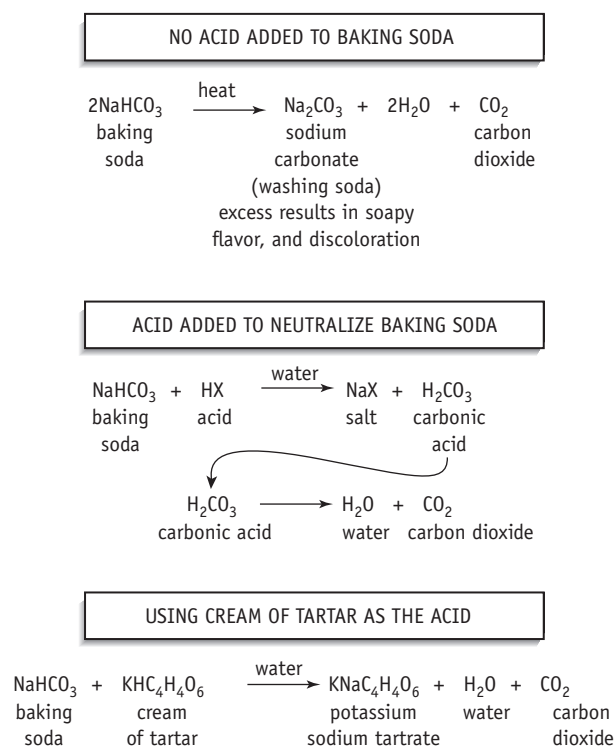 NO ACID ADDED TO BAKING SODA
heat
2NaHCO₃ ⟶ Na₂CO₃ + 2H₂O + CO₂
baking sodium carbon
soda carbonate dioxide
(washing soda)
excess results in soapy
flavor, and discoloration
ACID ADDED TO NEUTRALIZE BAKING SODA
water
NaHCO₃ + HX ⟶ NaX + H₂CO₃
baking acid salt carbonic
soda acid
H₂CO₃ ⟶ H₂O + CO₂
carbonic acid water carbon dioxide
USING CREAM OF TARTAR AS THE ACID
water
NaHCO₃ + KHC₄H₄O₆ ⟶ KNaC₄H₄O₆ + H₂O + CO₂
baking cream potassium water carbon
soda of tartar sodium tartrate dioxide